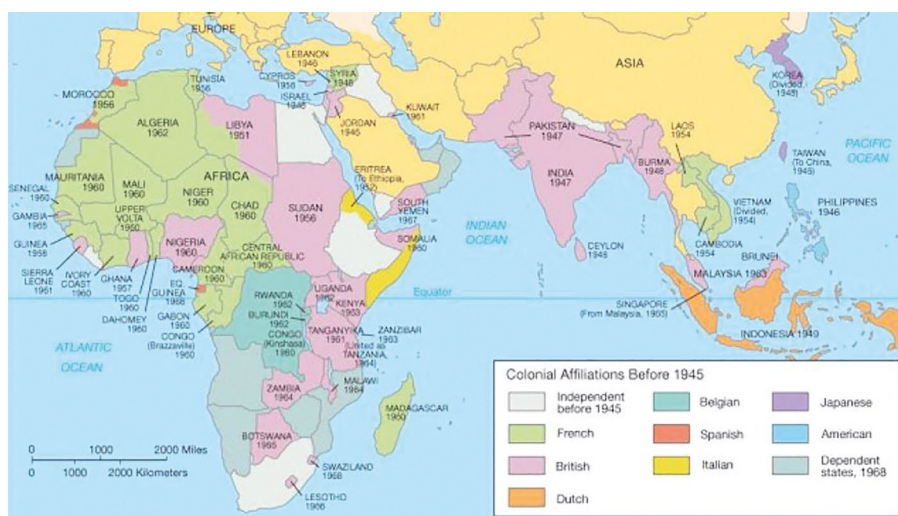 EUROPE
ASIA
AFRICA
PACIFIC
OCEAN
INDIAN
OCEAN
ATLANTIC
OCEAN
Equator
LEBANON
1946
SYRIA
1946
CYPRUS
ISRAEL
JORDAN
KUWAIT
1961
TUNISIA
1956
MOROCCO
1956
ALGERIA
1962
LIBYA
1951
MAURITANIA
1960
MALI
1960
NIGER
1960
CHAD
1960
SUDAN
1956
ERITREA
(To Ethiopia,
SOUTH
YEMEN
1967
SENEGAL
1960
GAMBIA
1965
GUINEA
1958
SIERRA
LEONE
1961
IVORY
COAST
1960
UPPER
VOLTA
1960
GHANA
1957
TOGO
1960
DAHOMEY
1960
NIGERIA
1960
CAMEROON
1960
EQ.
GUINEA
1968
GABON
1960
CONGO
(Brazzaville)
1960
CENTRAL
AFRICAN REPUBLIC
1960
SOMALIA
1960
UGANDA
1962
KENYA
1963
RWANDA
1962
BURUNDI
1962
CONGO
(Kinshasa)
1960
TANGANYIKA
1961
(United as
TANZANIA,
1964)
ZANZIBAR
1963
MALAWI
1964
ZAMBIA
1964
MADAGASCAR
BOTSWANA
SWAZILAND
1968
LESOTHO
1966
PAKISTAN
1947
INDIA
1947
BURMA
1948
CEYLON
1948
LAOS
1954
VIETNAM
(Divided,
1954)
CAMBODIA
1954
KOREA
(Divided,
TAIWAN
(To China,
1945)
PHILIPPINES
1946
BRUNEI
MALAYSIA 1963
SINGAPORE
(From Malaysia, 1965)
INDONESIA 1949
0 1000 2000 Miles
0 1000 2000 Kilometers
Colonial Affiliations Before 1945
Independent
before 1945
French
British
Dutch
Belgian
Spanish
Italian
Japanese
American
Dependent
states, 1968